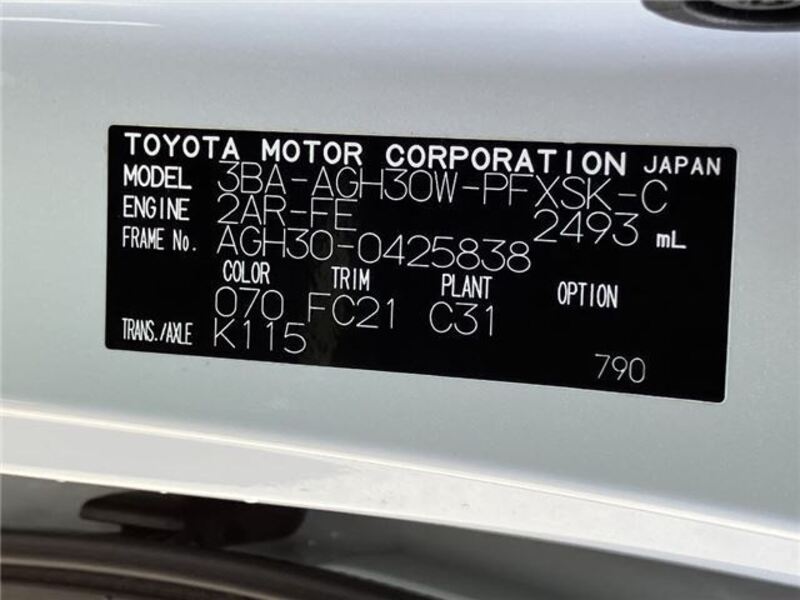 TOYOTA MOTOR CORPORATION JAPAN
MODEL 3BA-AGH30W-PFXSK-C
ENGINE 2AR-FE 2493 mL
FRAME No. AGH30-0425838
COLOR TRIM PLANT OPTION
070 FC21 C31
TRANS./AXLE K115
790